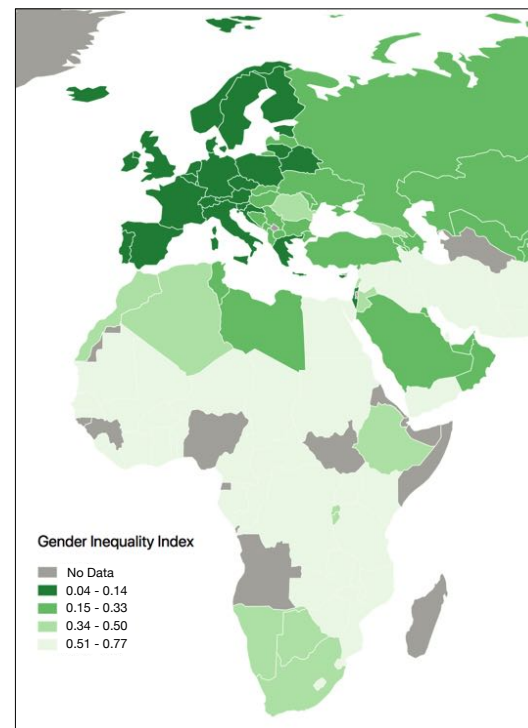 Gender Inequality Index
No Data
0.04 - 0.14
0.15 - 0.33
0.34 - 0.50
0.51 - 0.77